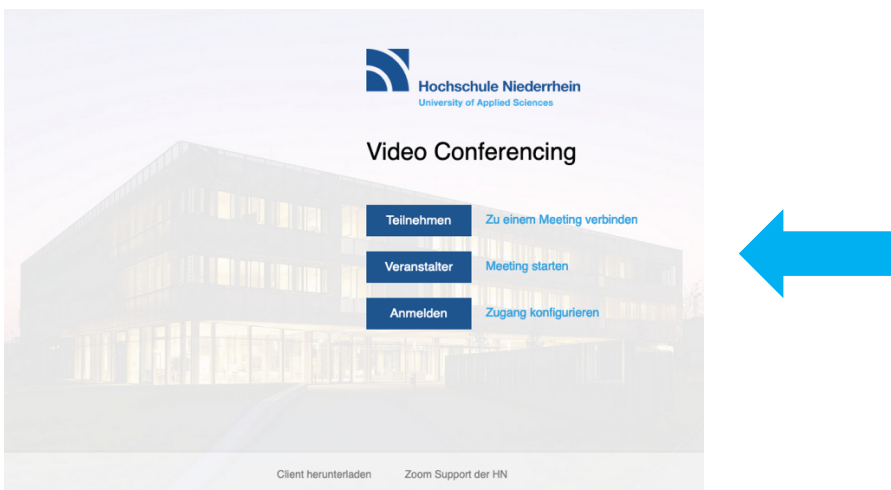 Hochschule Niederrhein
University of Applied Sciences
Video Conferencing
Teilnehmen Zu einem Meeting verbinden
Veranstalter Meeting starten
Anmelden Zugang konfigurieren
Client herunterladen Zoom Support der HN